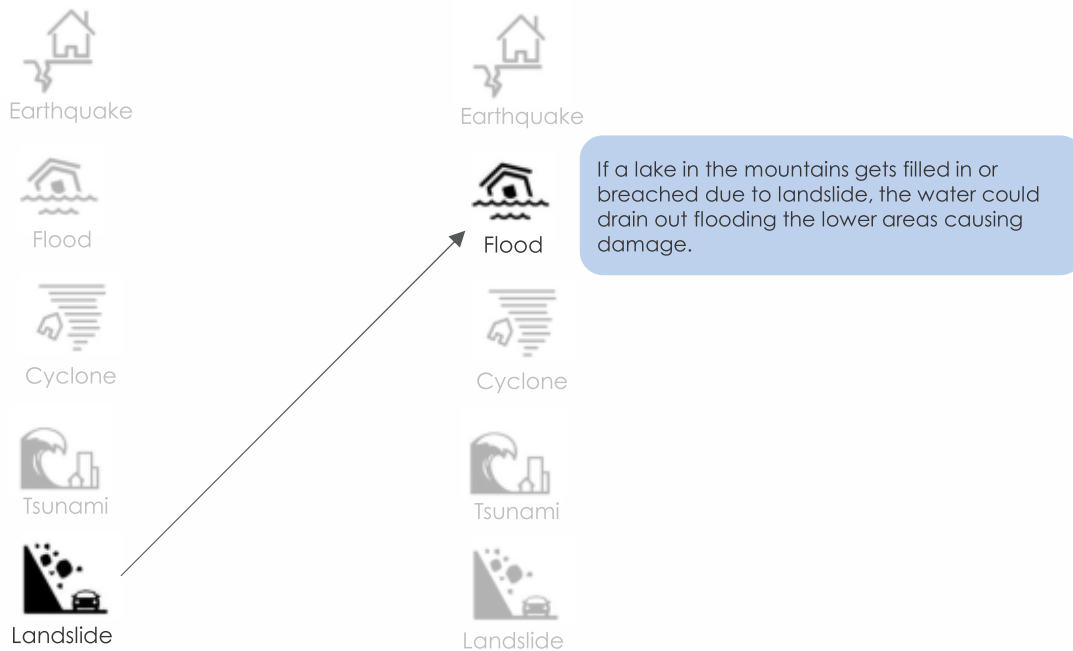 Earthquake
Earthquake
Flood
Flood
If a lake in the mountains gets filled in or
breached due to landslide, the water could
drain out flooding the lower areas causing
damage.
Cyclone
Cyclone
Tsunami
Tsunami
Landslide
Landslide